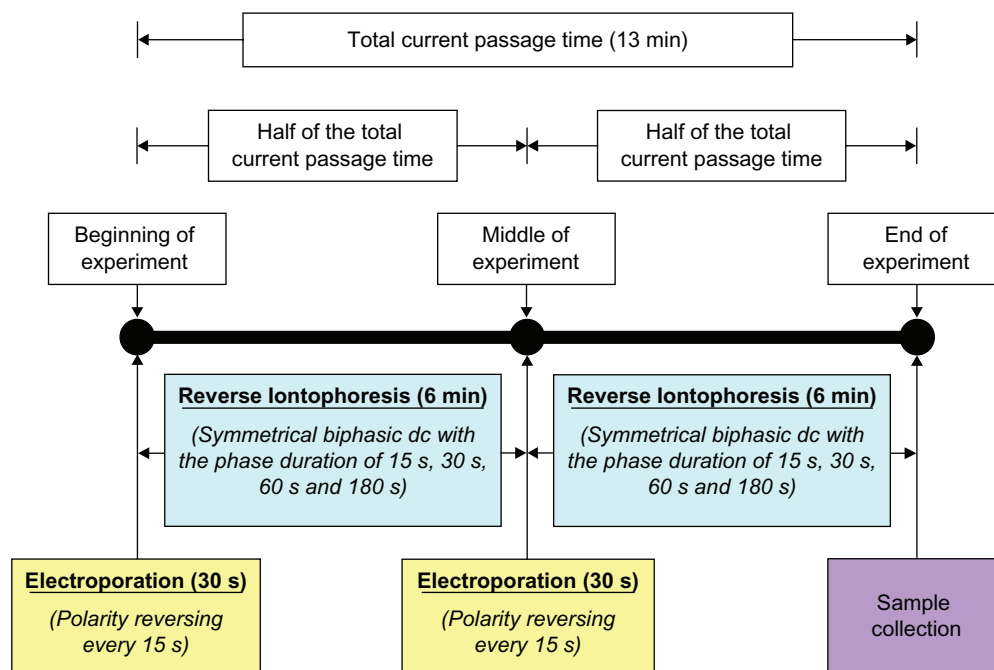 Total current passage time (13 min)
Half of the total
current passage time
Half of the total
current passage time
Beginning of
experiment
Middle of
experiment
End of
experiment
Reverse Iontophoresis (6 min)
(Symmetrical biphasic dc with
the phase duration of 15 s, 30 s,
60 s and 180 s)
Reverse Iontophoresis (6 min)
(Symmetrical biphasic dc with
the phase duration of 15 s, 30 s,
60 s and 180 s)
Electroporation (30 s)
(Polarity reversing
every 15 s)
Electroporation (30 s)
(Polarity reversing
every 15 s)
Sample
collection